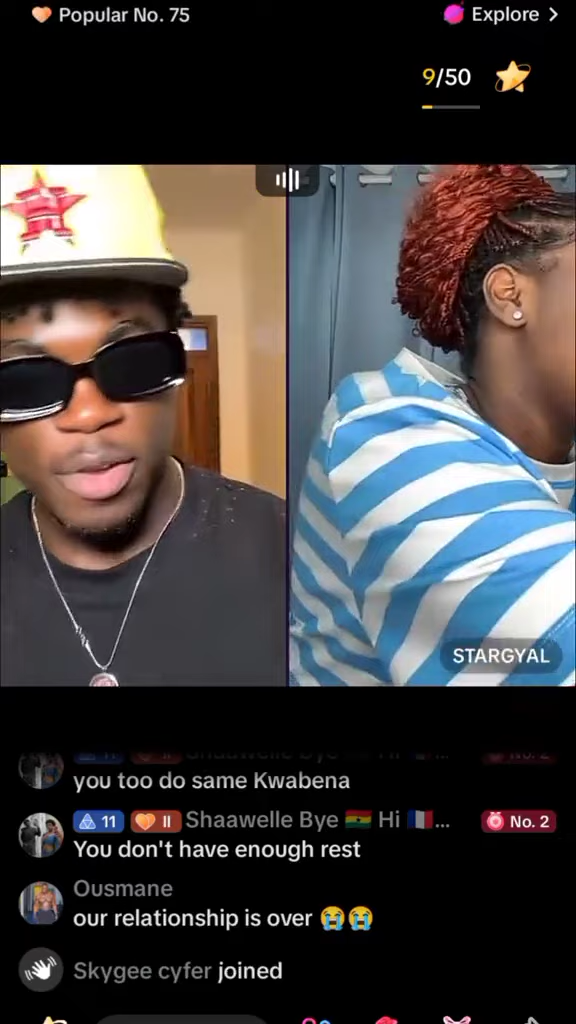 Popular No. 75
Explore
9/50
STARGYAL
you too do same Kwabena
11 II Shaawelle Bye 🇬🇭 Hi 🇫🇷... No. 2
You don't have enough rest
Ousmane
our relationship is over 😭😭
Skygee cyfer joined